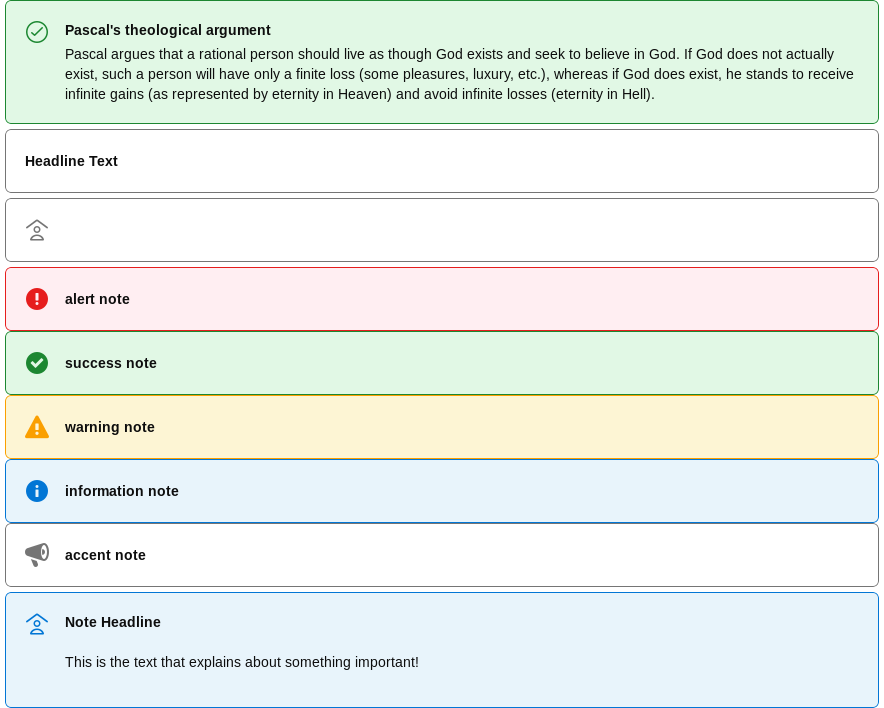 Pascal's theological argument
Pascal argues that a rational person should live as though God exists and seek to believe in God. If God does not actually
exist, such a person will have only a finite loss (some pleasures, luxury, etc.), whereas if God does exist, he stands to receive
infinite gains (as represented by eternity in Heaven) and avoid infinite losses (eternity in Hell).
Headline Text
alert note
success note
warning note
information note
accent note
Note Headline
This is the text that explains about something important!